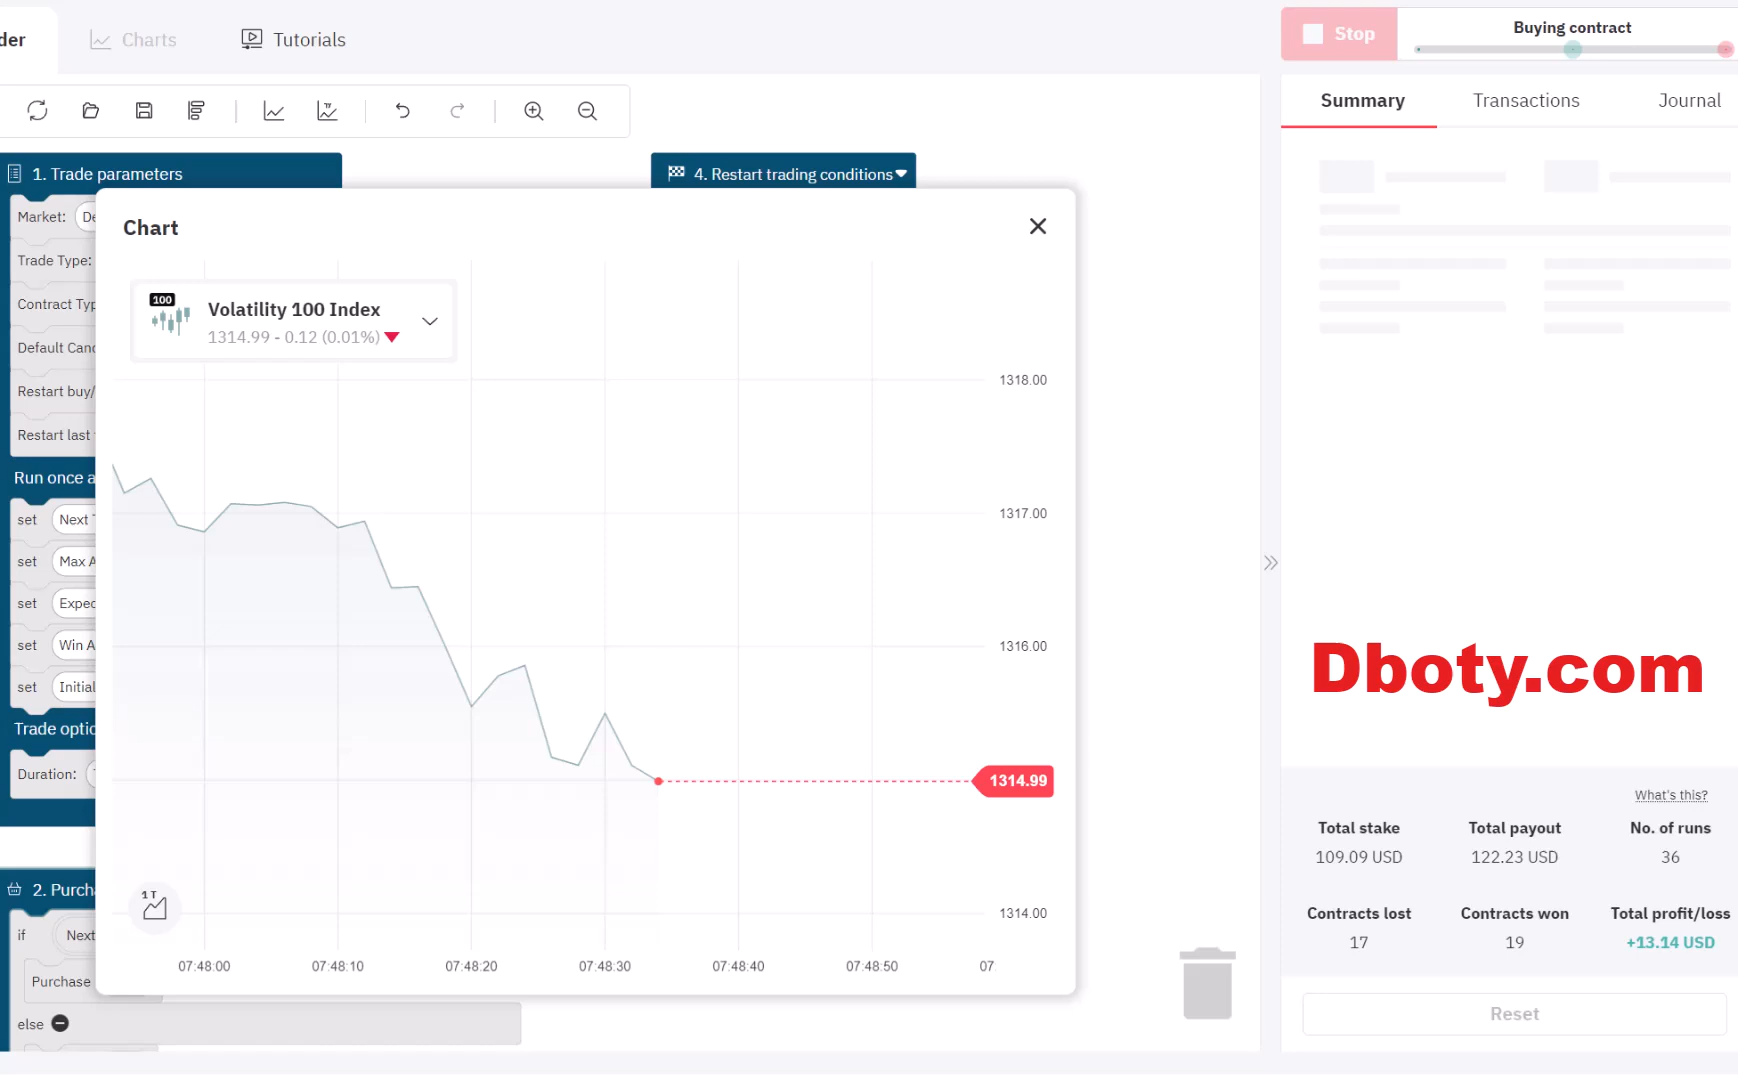 der
Charts
Tutorials
Stop
Buying contract
Summary
Transactions
Journal
1. Trade parameters
4. Restart trading conditions
Market: De
Trade Type:
Contract Typ
Default Canc
Restart buy/
Restart last
Run once a
set Next T
set Max A
set Expec
set Win A
set Initial
Trade optio
Duration:
2. Purcha
if Next
Purchase
else
Chart
100
Volatility 100 Index
1314.99 - 0.12 (0.01%)
1318.00
1317.00
1316.00
1314.99
1314.00
1 T
07:48:00
07:48:10
07:48:20
07:48:30
07:48:40
07:48:50
07:
Dboty.com
What's this?
Total stake
Total payout
No. of runs
109.09 USD
122.23 USD
36
Contracts lost
Contracts won
Total profit/loss
17
19
+13.14 USD
Reset